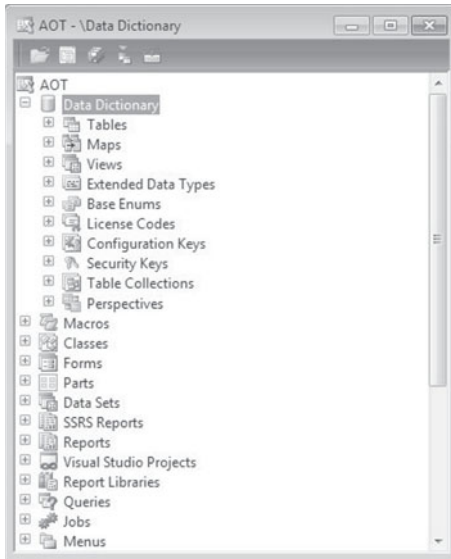 AOT - \Data Dictionary
AOT
Data Dictionary
Tables
Maps
Views
Extended Data Types
Base Enums
License Codes
Configuration Keys
Security Keys
Table Collections
Perspectives
Macros
Classes
Forms
Parts
Data Sets
SSRS Reports
Reports
Visual Studio Projects
Report Libraries
Queries
Jobs
Menus